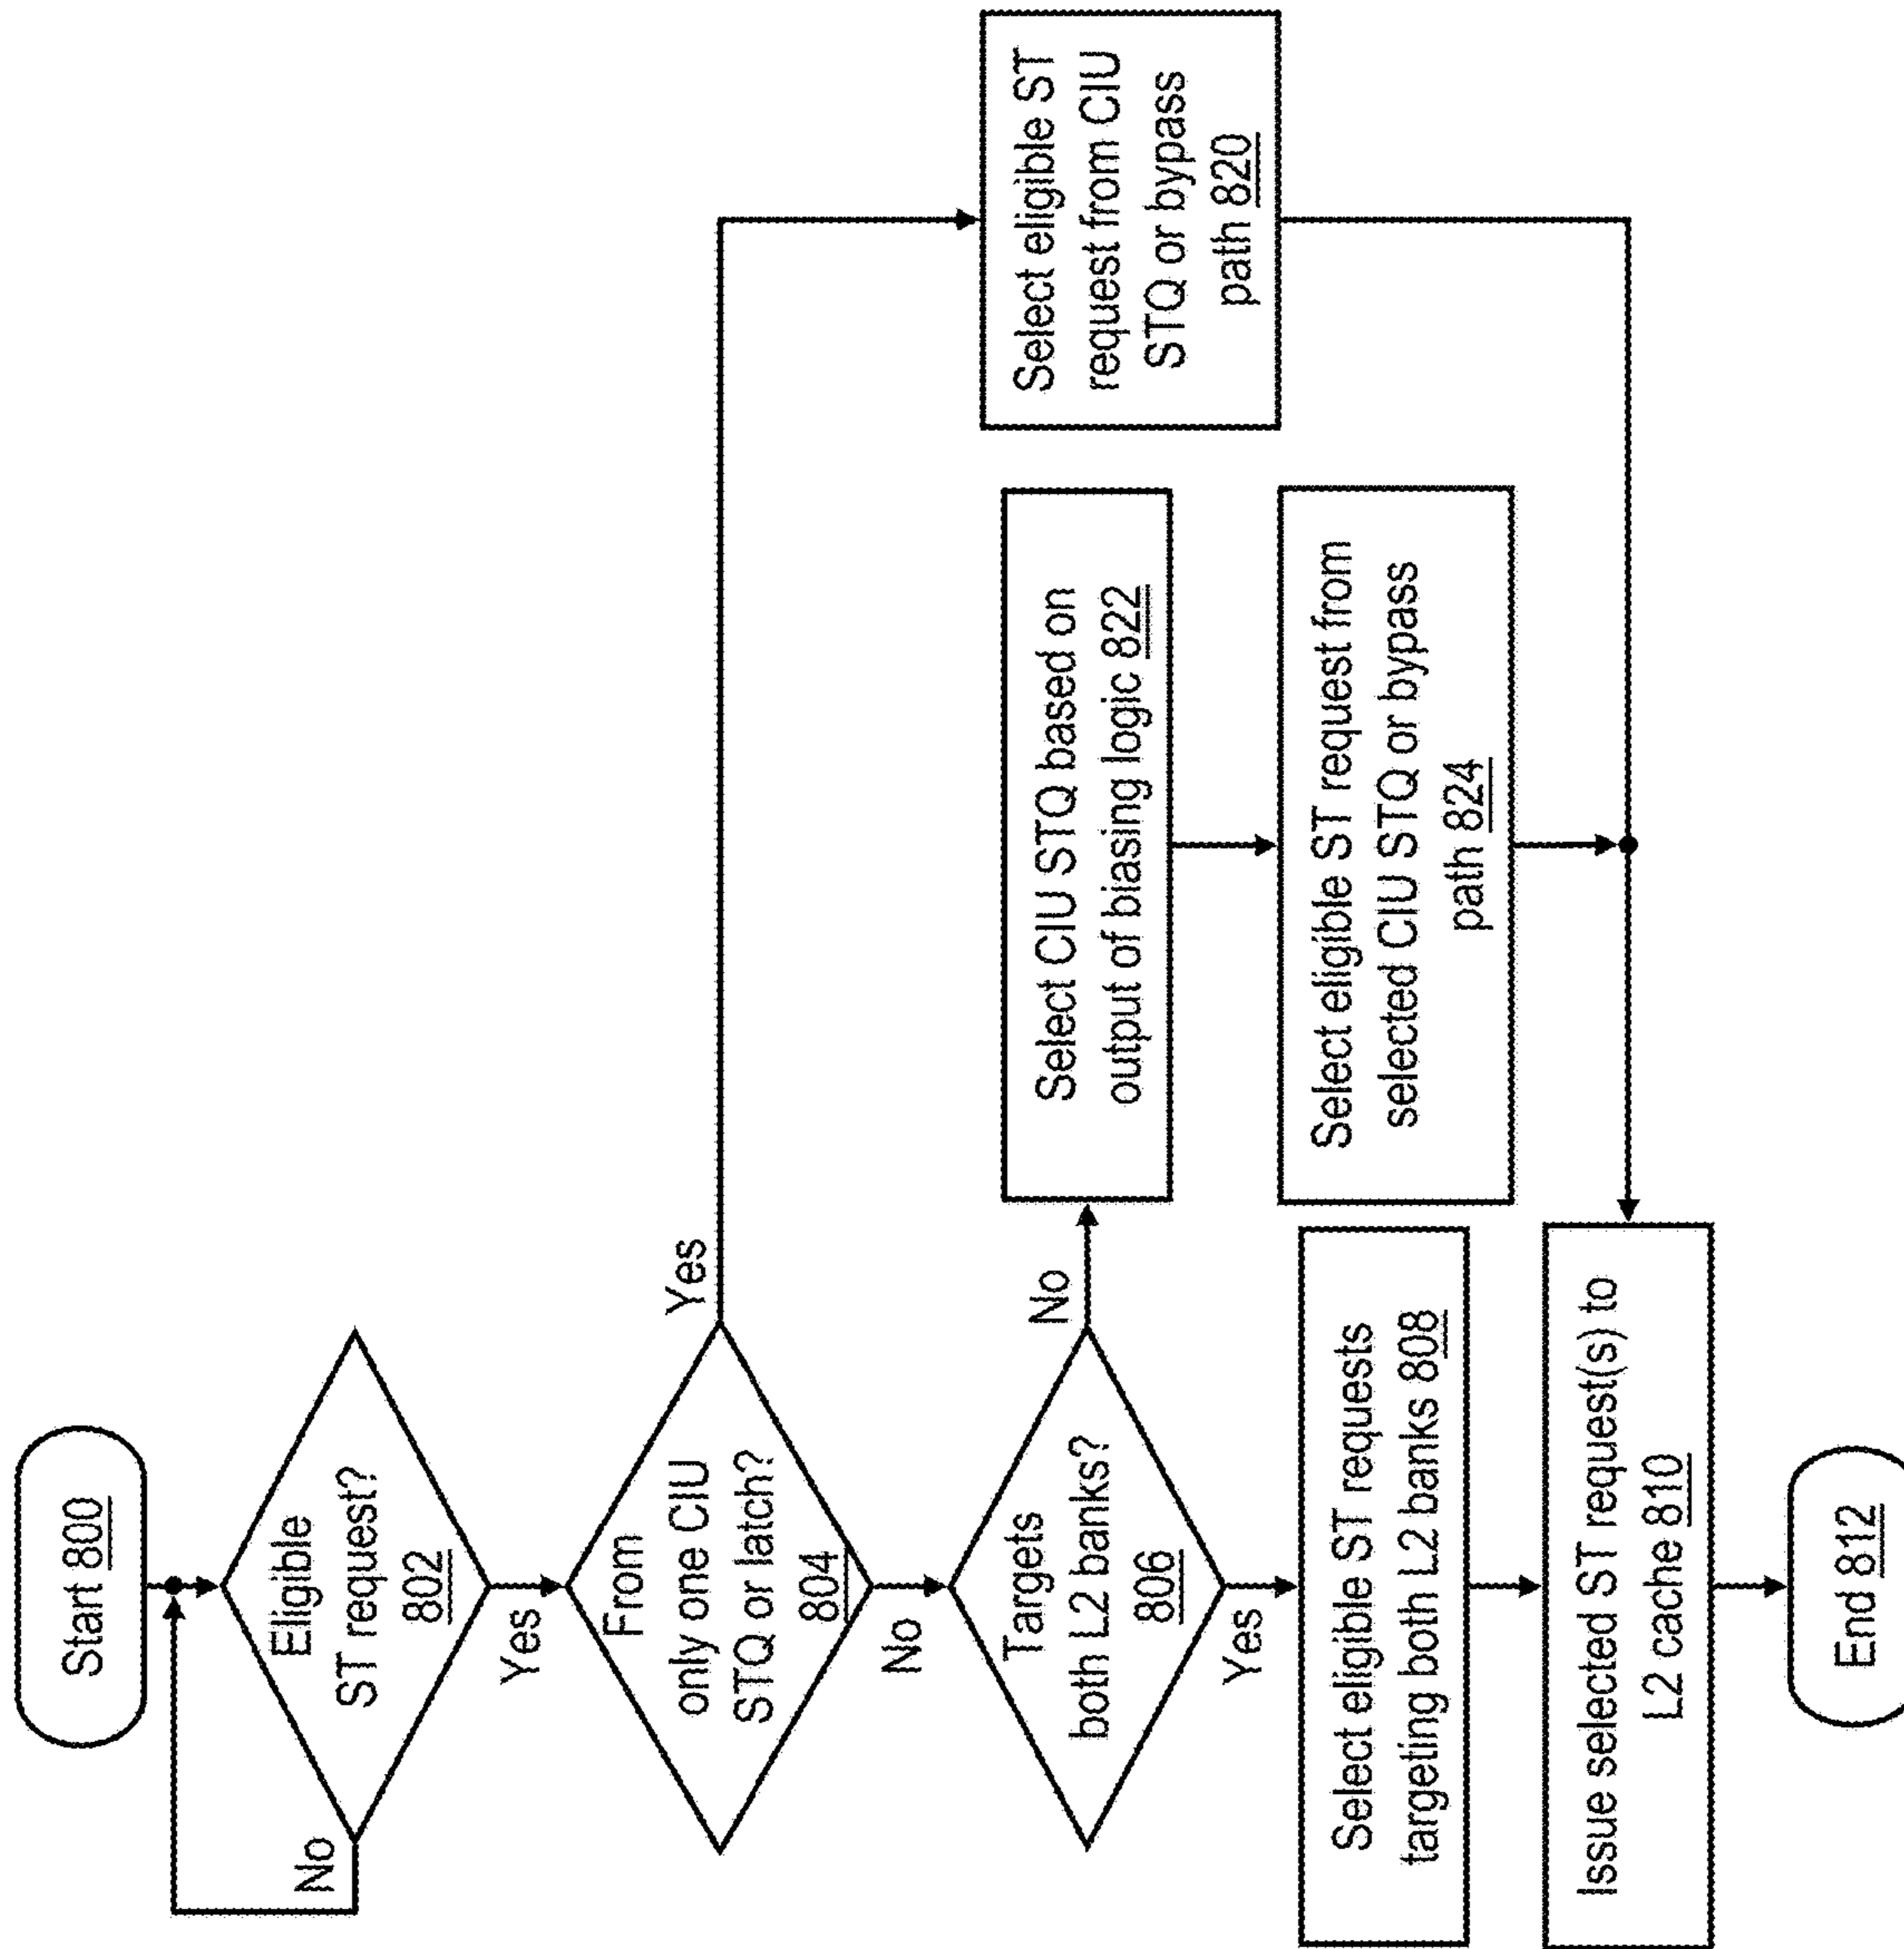 Start 800
Eligible
ST request?
802
No
Yes
From
only one CIU
STQ or latch?
804
Yes
No
Targets
both L2 banks?
806
No
Yes
Select eligible ST requests
targeting both L2 banks 808
Issue selected ST request(s) to
L2 cache 810
End 812
Select CIU STQ based on
output of biasing logic 822
Select eligible ST request from
selected CIU STQ or bypass
path 824
Select eligible ST
request from CIU
STQ or bypass
path 820